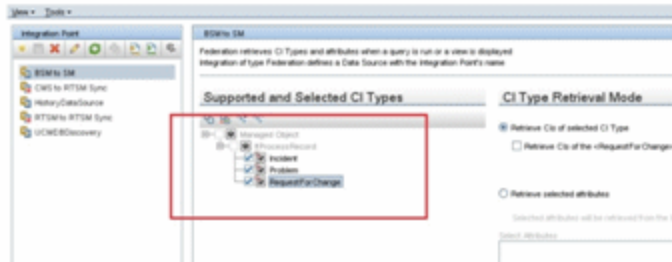 View Tools
Integration Point
BSM to SM
CMS to RTSM Sync
HistoryDataSource
RTSM to RTSM Sync
UCMDBDiscovery
BSM to SM
Federation retrieves CI Types and attributes when a query is run or a view is displayed
Integration of type Federation defines a Data Source with the Integration Point's name
Supported and Selected CI Types
Managed Object
Incident
Problem
RequestForChange
CI Type Retrieval Mode
Retrieve CIs of selected CI Type
Retrieve CIs of the <RequestForChange>
Retrieve selected attributes
Selected attributes will be retrieved from the
Select Attributes